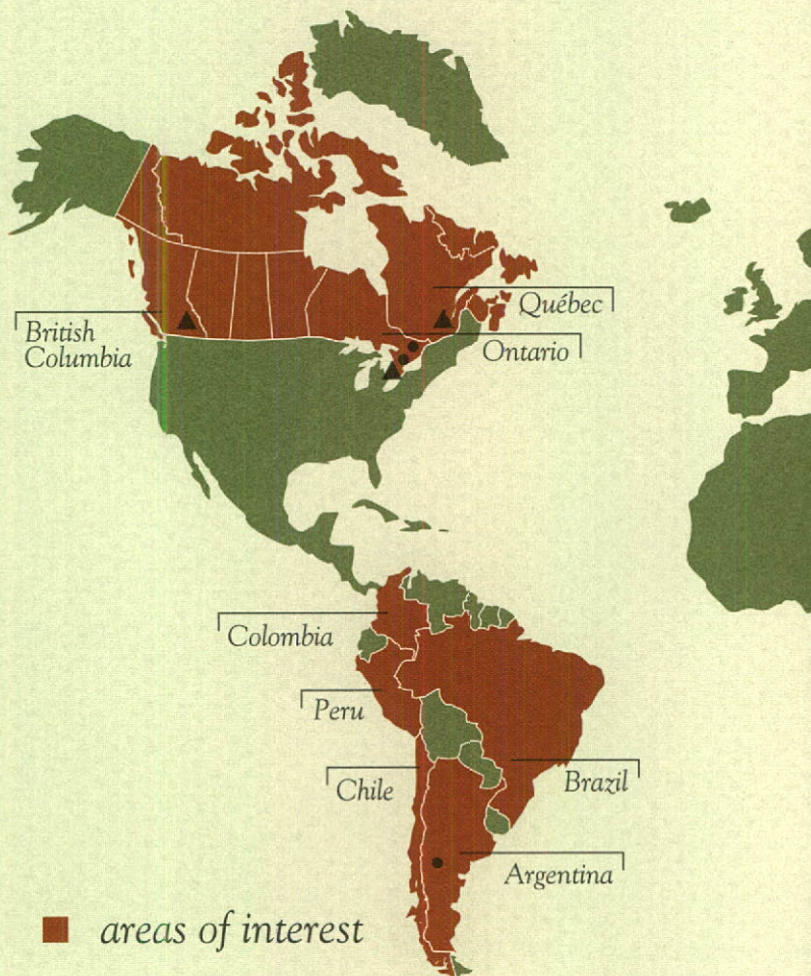 Québec
British
Columbia
Ontario
Colombia
Peru
Brazil
Chile
Argentina
areas of interest